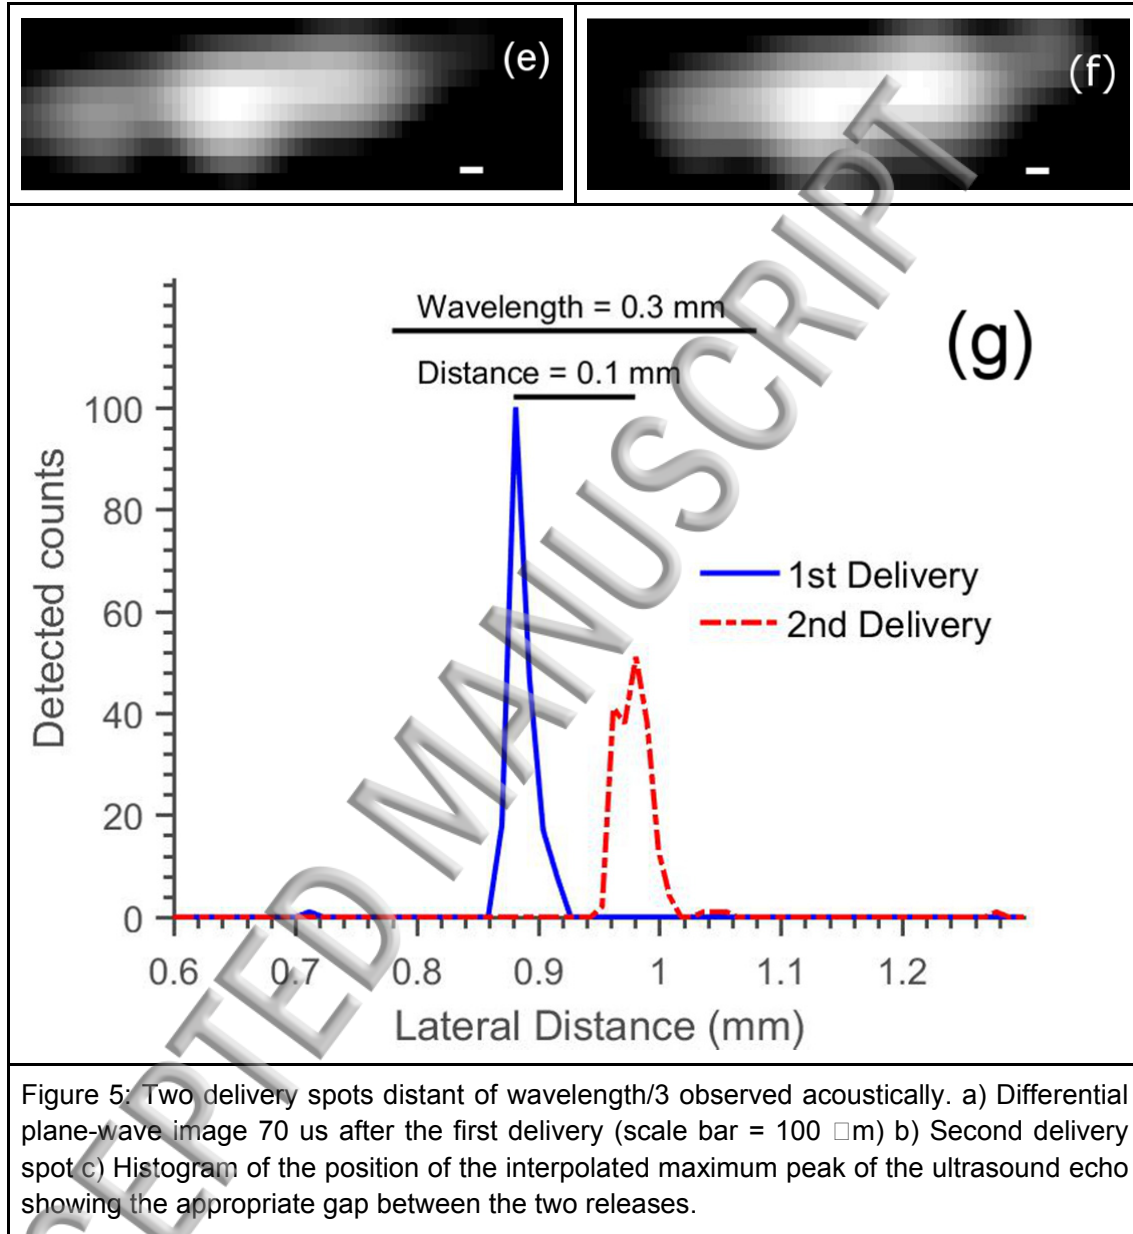 (e)
(f)
(g)
Wavelength = 0.3 mm
Distance = 0.1 mm
100
80
60
40
20
0
Detected counts
1st Delivery
2nd Delivery
0.6 0.7 0.8 0.9 1 1.1 1.2
Lateral Distance (mm)
Figure 5: Two delivery spots distant of wavelength/3 observed acoustically. a) Differential
plane-wave image 70 us after the first delivery (scale bar = 100 □m) b) Second delivery
spot c) Histogram of the position of the interpolated maximum peak of the ultrasound echo
showing the appropriate gap between the two releases.
CEPTED MANUSCRIPT